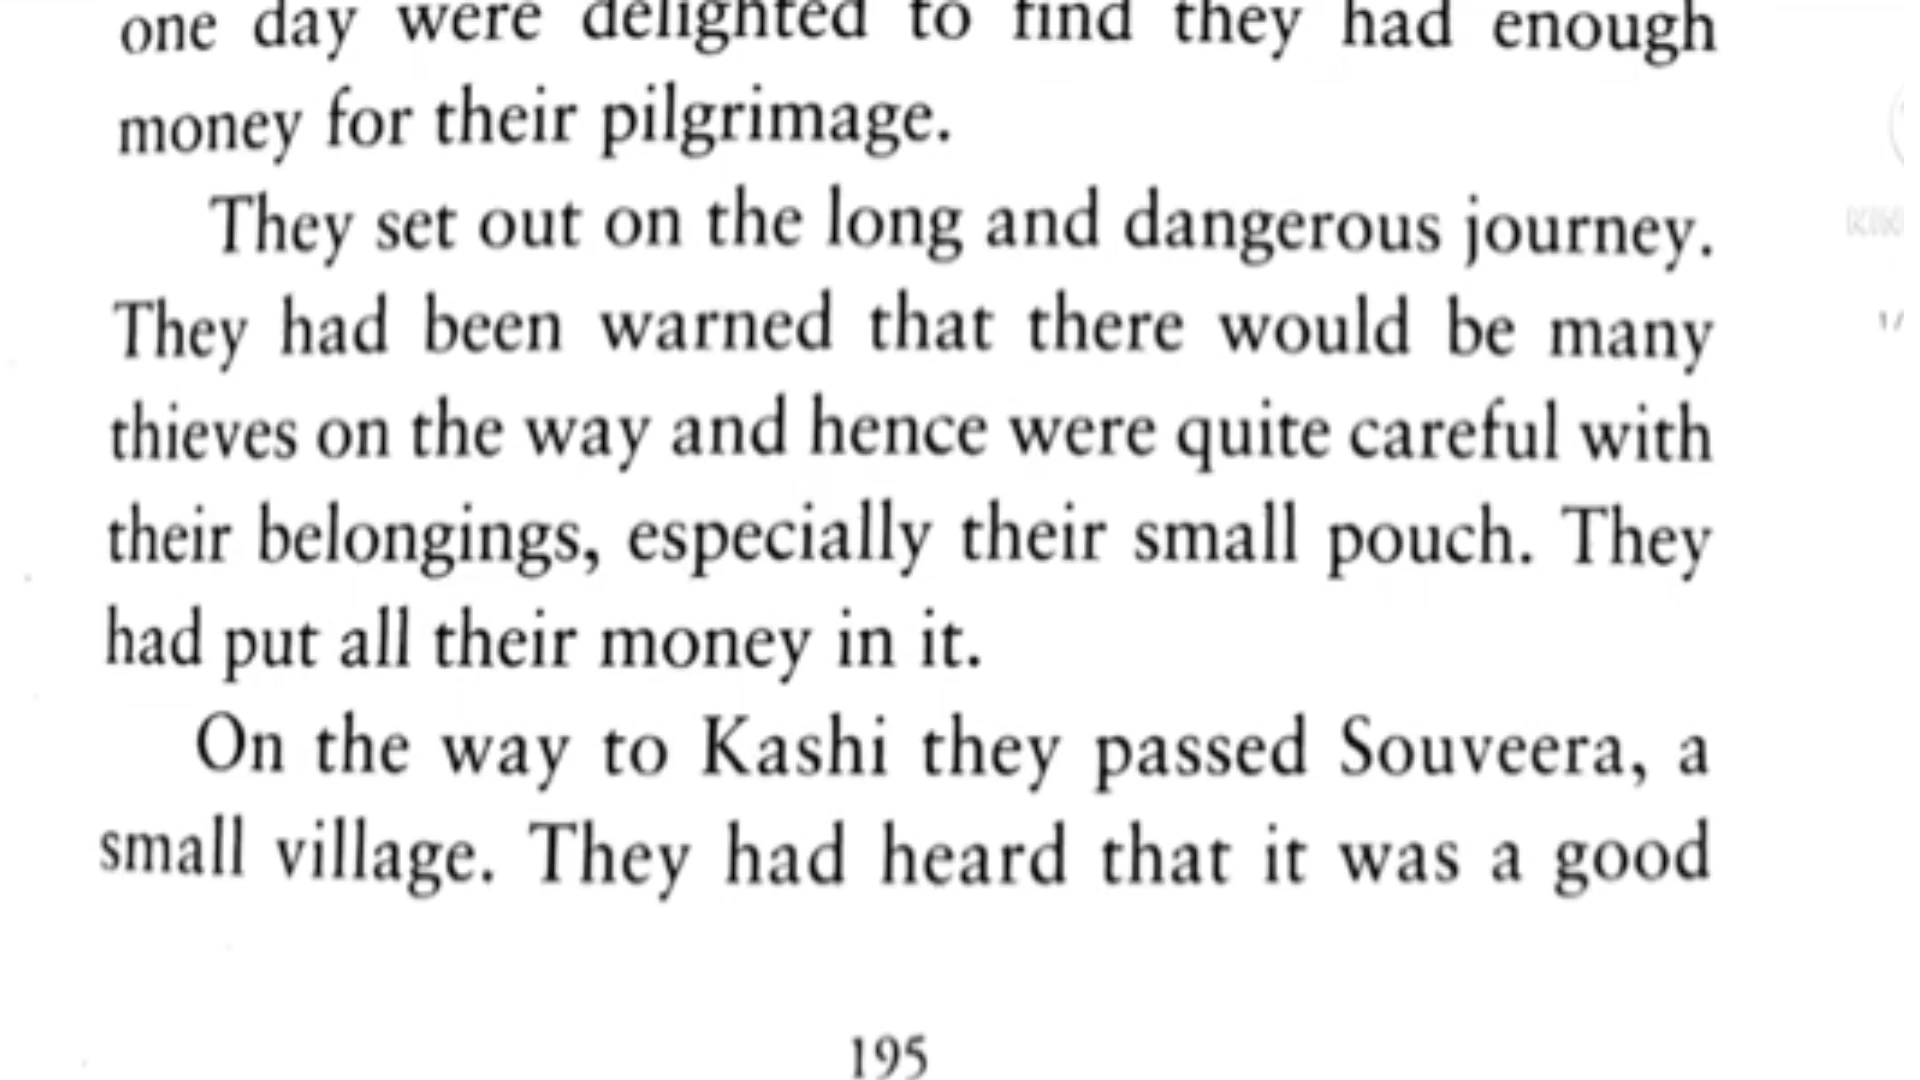 one day were delighted to find they had enough
money for their pilgrimage.
They set out on the long and dangerous journey.
They had been warned that there would be many
thieves on the way and hence were quite careful with
their belongings, especially their small pouch. They
had put all their money in it.
On the way to Kashi they passed Souveera, a
small village. They had heard that it was a good
195